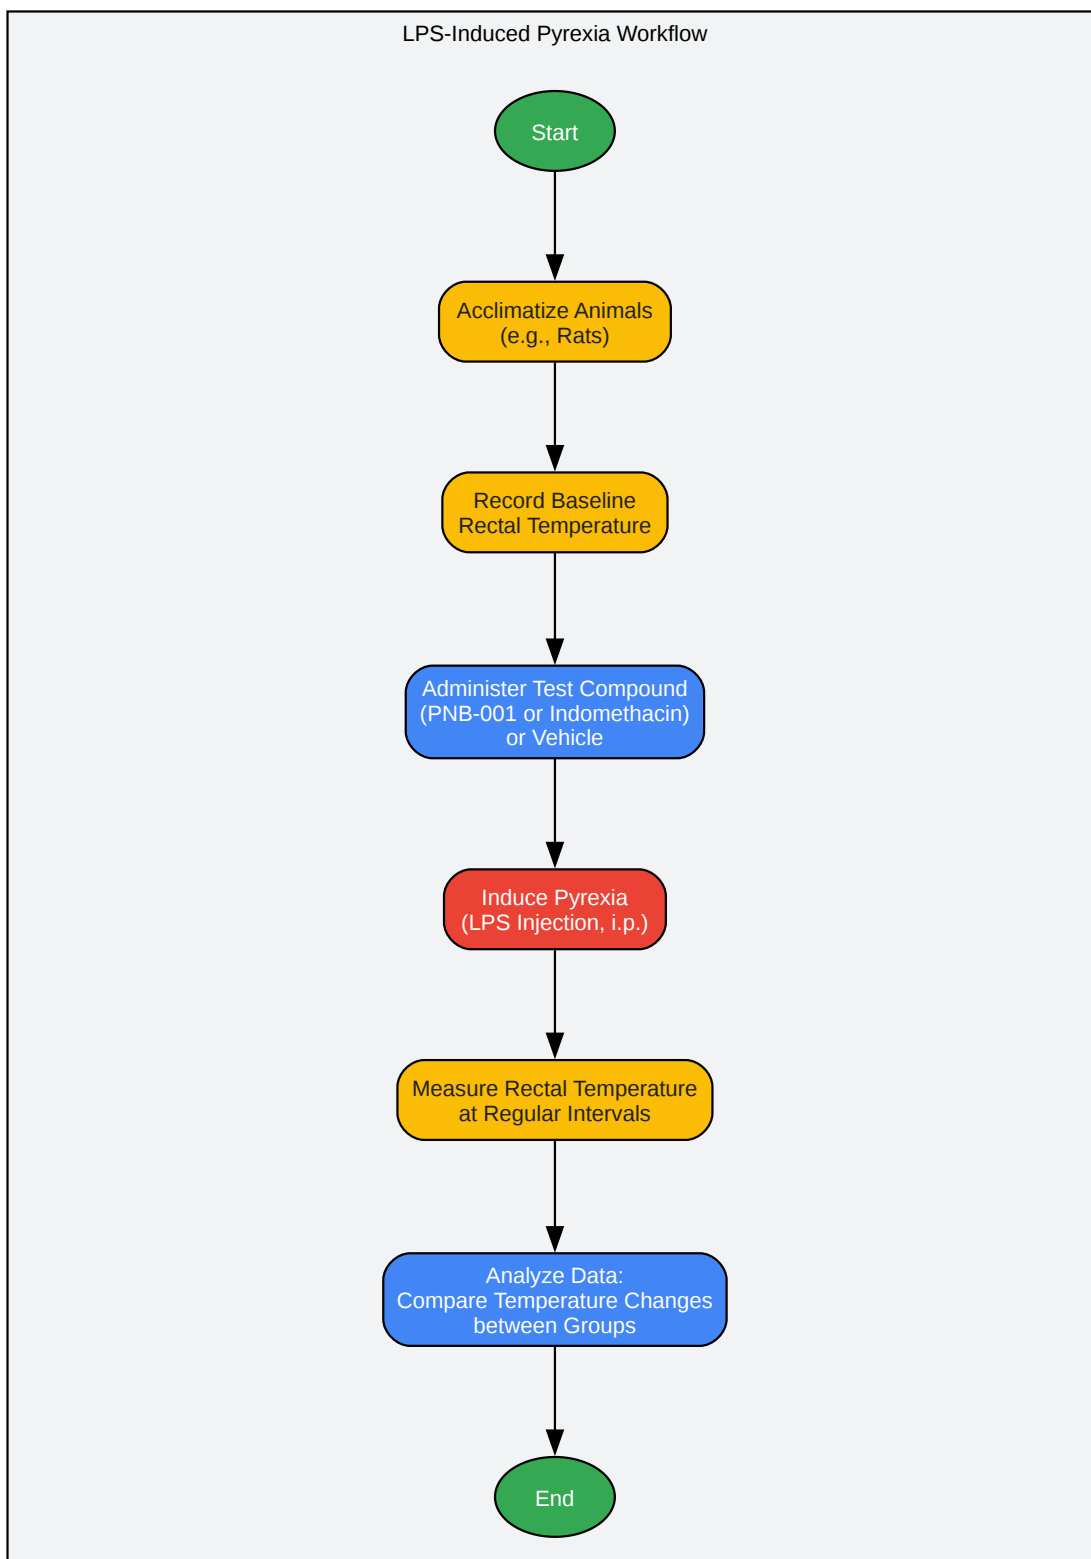 LPS-Induced Pyrexia Workflow
Start
Acclimatize Animals
(e.g., Rats)
Record Baseline
Rectal Temperature
Administer Test Compound
(PNB-001 or Indomethacin)
or Vehicle
Induce Pyrexia
(LPS Injection, i.p.)
Measure Rectal Temperature
at Regular Intervals
Analyze Data:
Compare Temperature Changes
between Groups
End